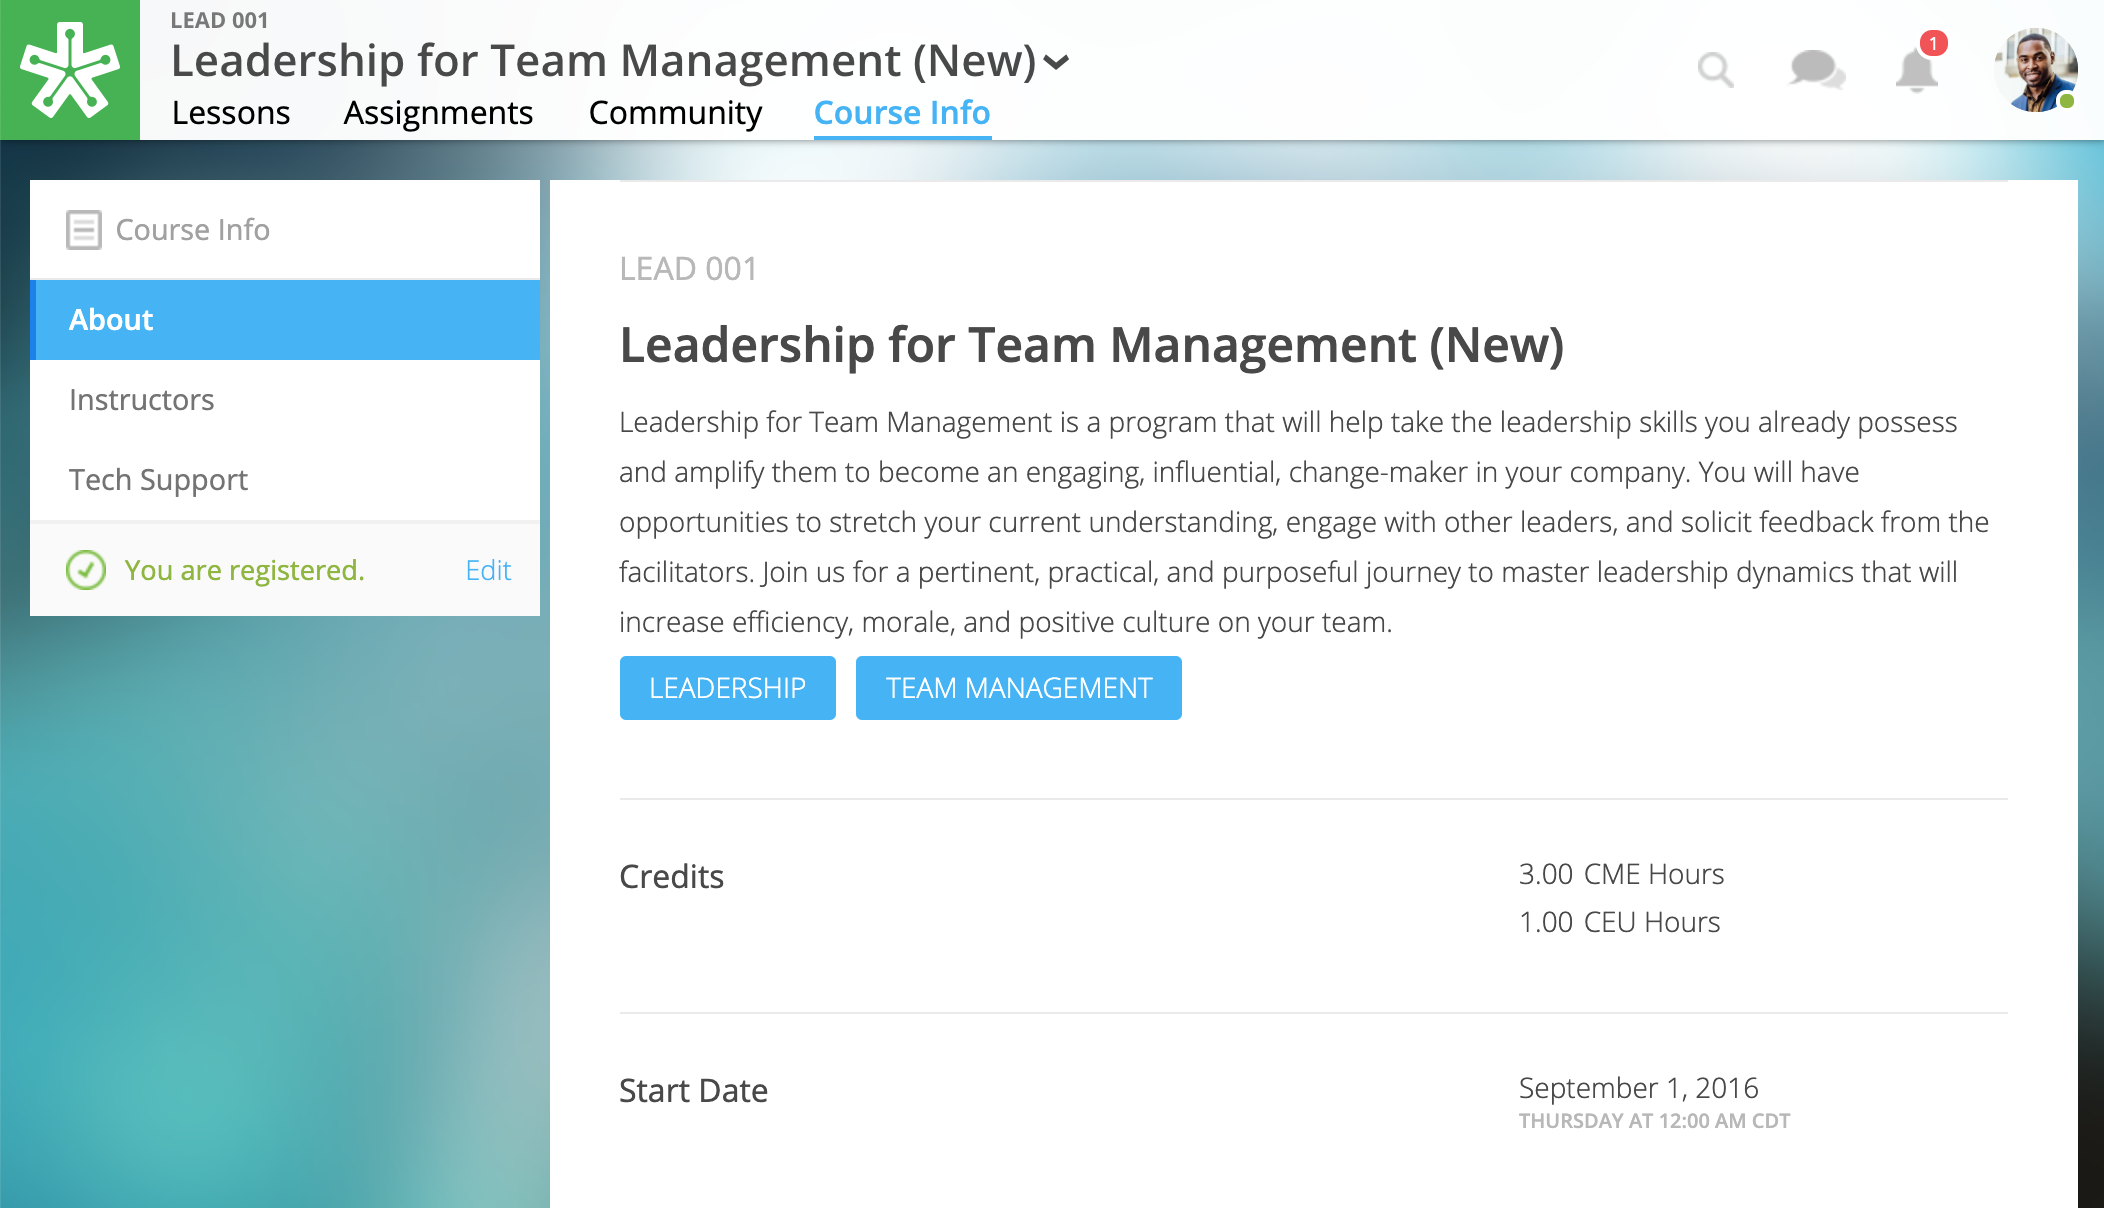 LEAD 001
Leadership for Team Management (New)
Lessons Assignments Community Course Info
1
Course Info
About
Instructors
Tech Support
You are registered. Edit
LEAD 001
Leadership for Team Management (New)
Leadership for Team Management is a program that will help take the leadership skills you already possess
and amplify them to become an engaging, influential, change-maker in your company. You will have
opportunities to stretch your current understanding, engage with other leaders, and solicit feedback from the
facilitators. Join us for a pertinent, practical, and purposeful journey to master leadership dynamics that will
increase efficiency, morale, and positive culture on your team.
LEADERSHIP TEAM MANAGEMENT
Credits
3.00 CME Hours
1.00 CEU Hours
Start Date
September 1, 2016
THURSDAY AT 12:00 AM CDT